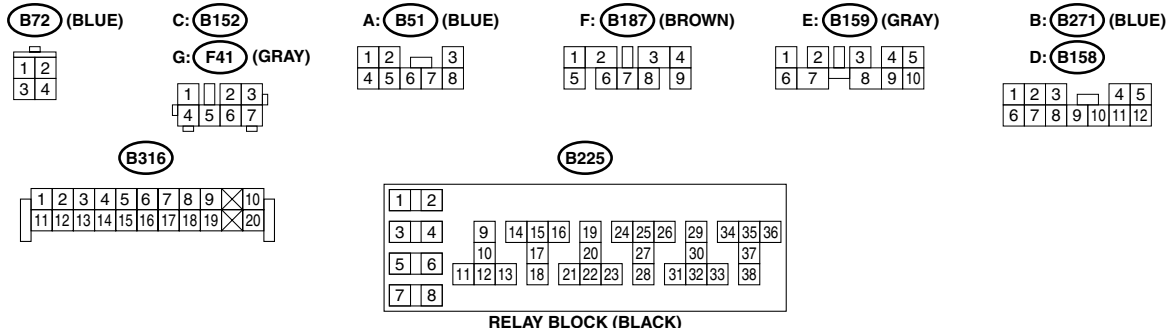 B72 (BLUE) C: B152 A: B51 (BLUE) F: B187 (BROWN) E: B159 (GRAY) B: B271 (BLUE)
G: F41 (GRAY) D: B158
1 2
3 4
1 2 3
4 5 6 7
1 2 3
4 5 6 7 8
1 2 3 4
5 6 7 8 9
1 2 3 4 5
6 7 8 9 10
1 2 3 4 5
6 7 8 9 10 11 12
B316
1 2 3 4 5 6 7 8 9 10
11 12 13 14 15 16 17 18 19 20
B225
1 2
3 4 9 14 15 16 19 24 25 26 29 34 35 36
10 17 20 27 30 37
5 6 11 12 13 18 21 22 23 28 31 32 33 38
7 8
RELAY BLOCK (BLACK)